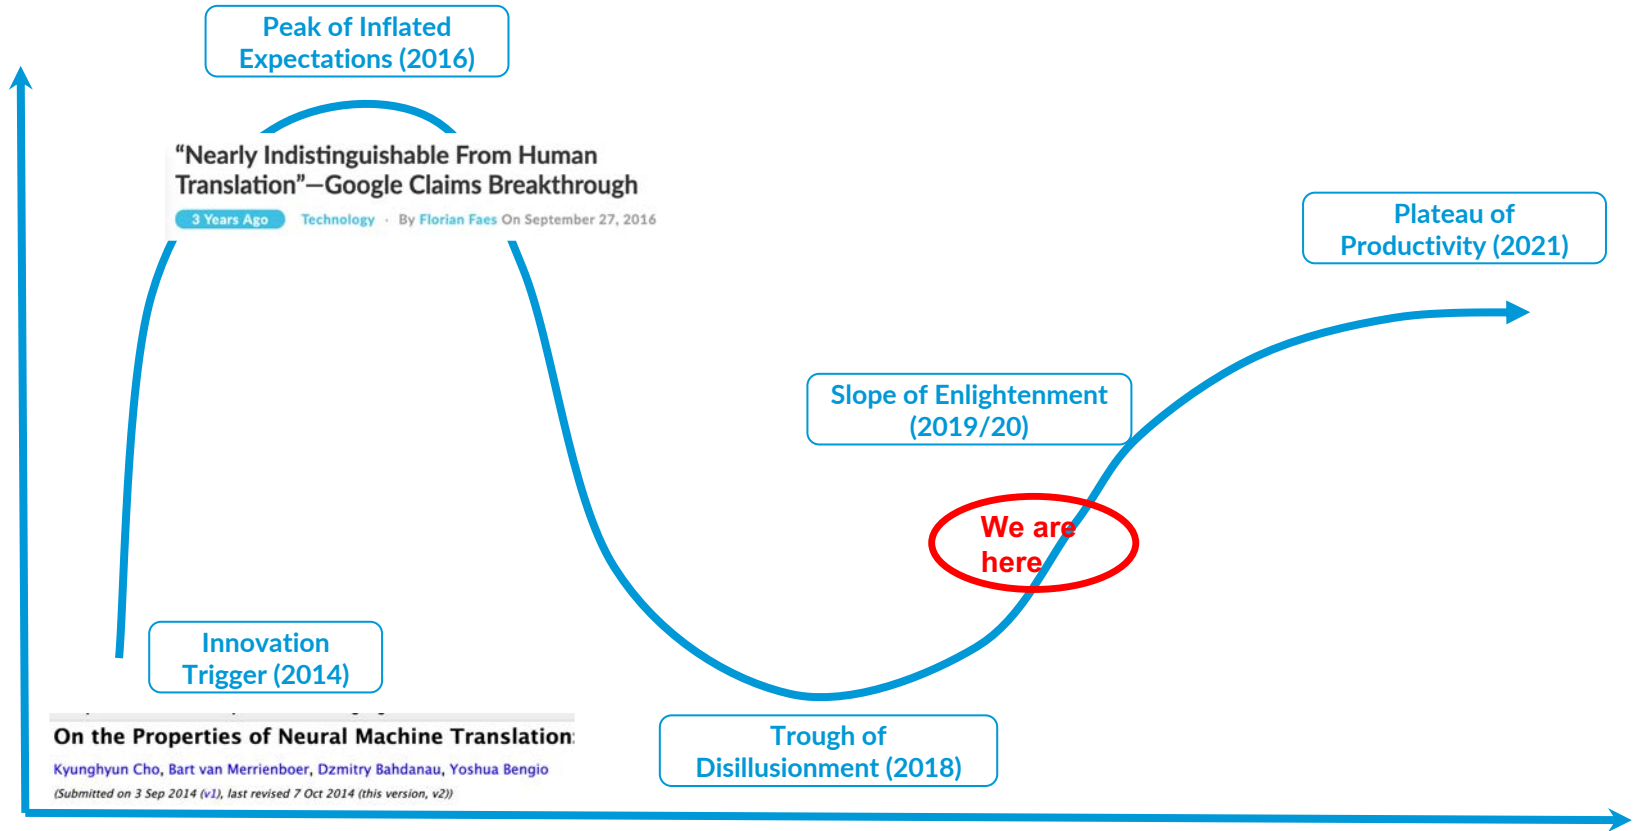 Peak of Inflated
Expectations (2016)
“Nearly Indistinguishable From Human
Translation”—Google Claims Breakthrough
3 Years Ago Technology · By Florian Faes On September 27, 2016
Plateau of
Productivity (2021)
Slope of Enlightenment
(2019/20)
We are
here
Innovation
Trigger (2014)
On the Properties of Neural Machine Translation:
Kyunghyun Cho, Bart van Merrienboer, Dzmitry Bahdanau, Yoshua Bengio
(Submitted on 3 Sep 2014 (v1), last revised 7 Oct 2014 (this version, v2))
Trough of
Disillusionment (2018)